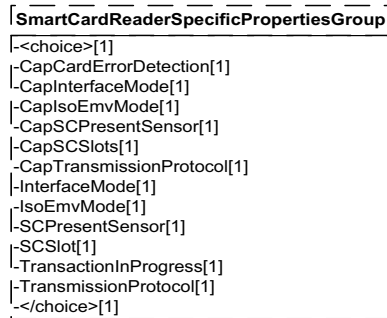 SmartCardReaderSpecificPropertiesGroup
-<choice>[1]
-CapCardErrorDetection[1]
-CapInterfaceMode[1]
-CapIsoEmvMode[1]
-CapSCPresentSensor[1]
-CapSCSlots[1]
-CapTransmissionProtocol[1]
-InterfaceMode[1]
-IsoEmvMode[1]
-SCPresentSensor[1]
-SCSlot[1]
-TransactionInProgress[1]
-TransmissionProtocol[1]
-</choice>[1]